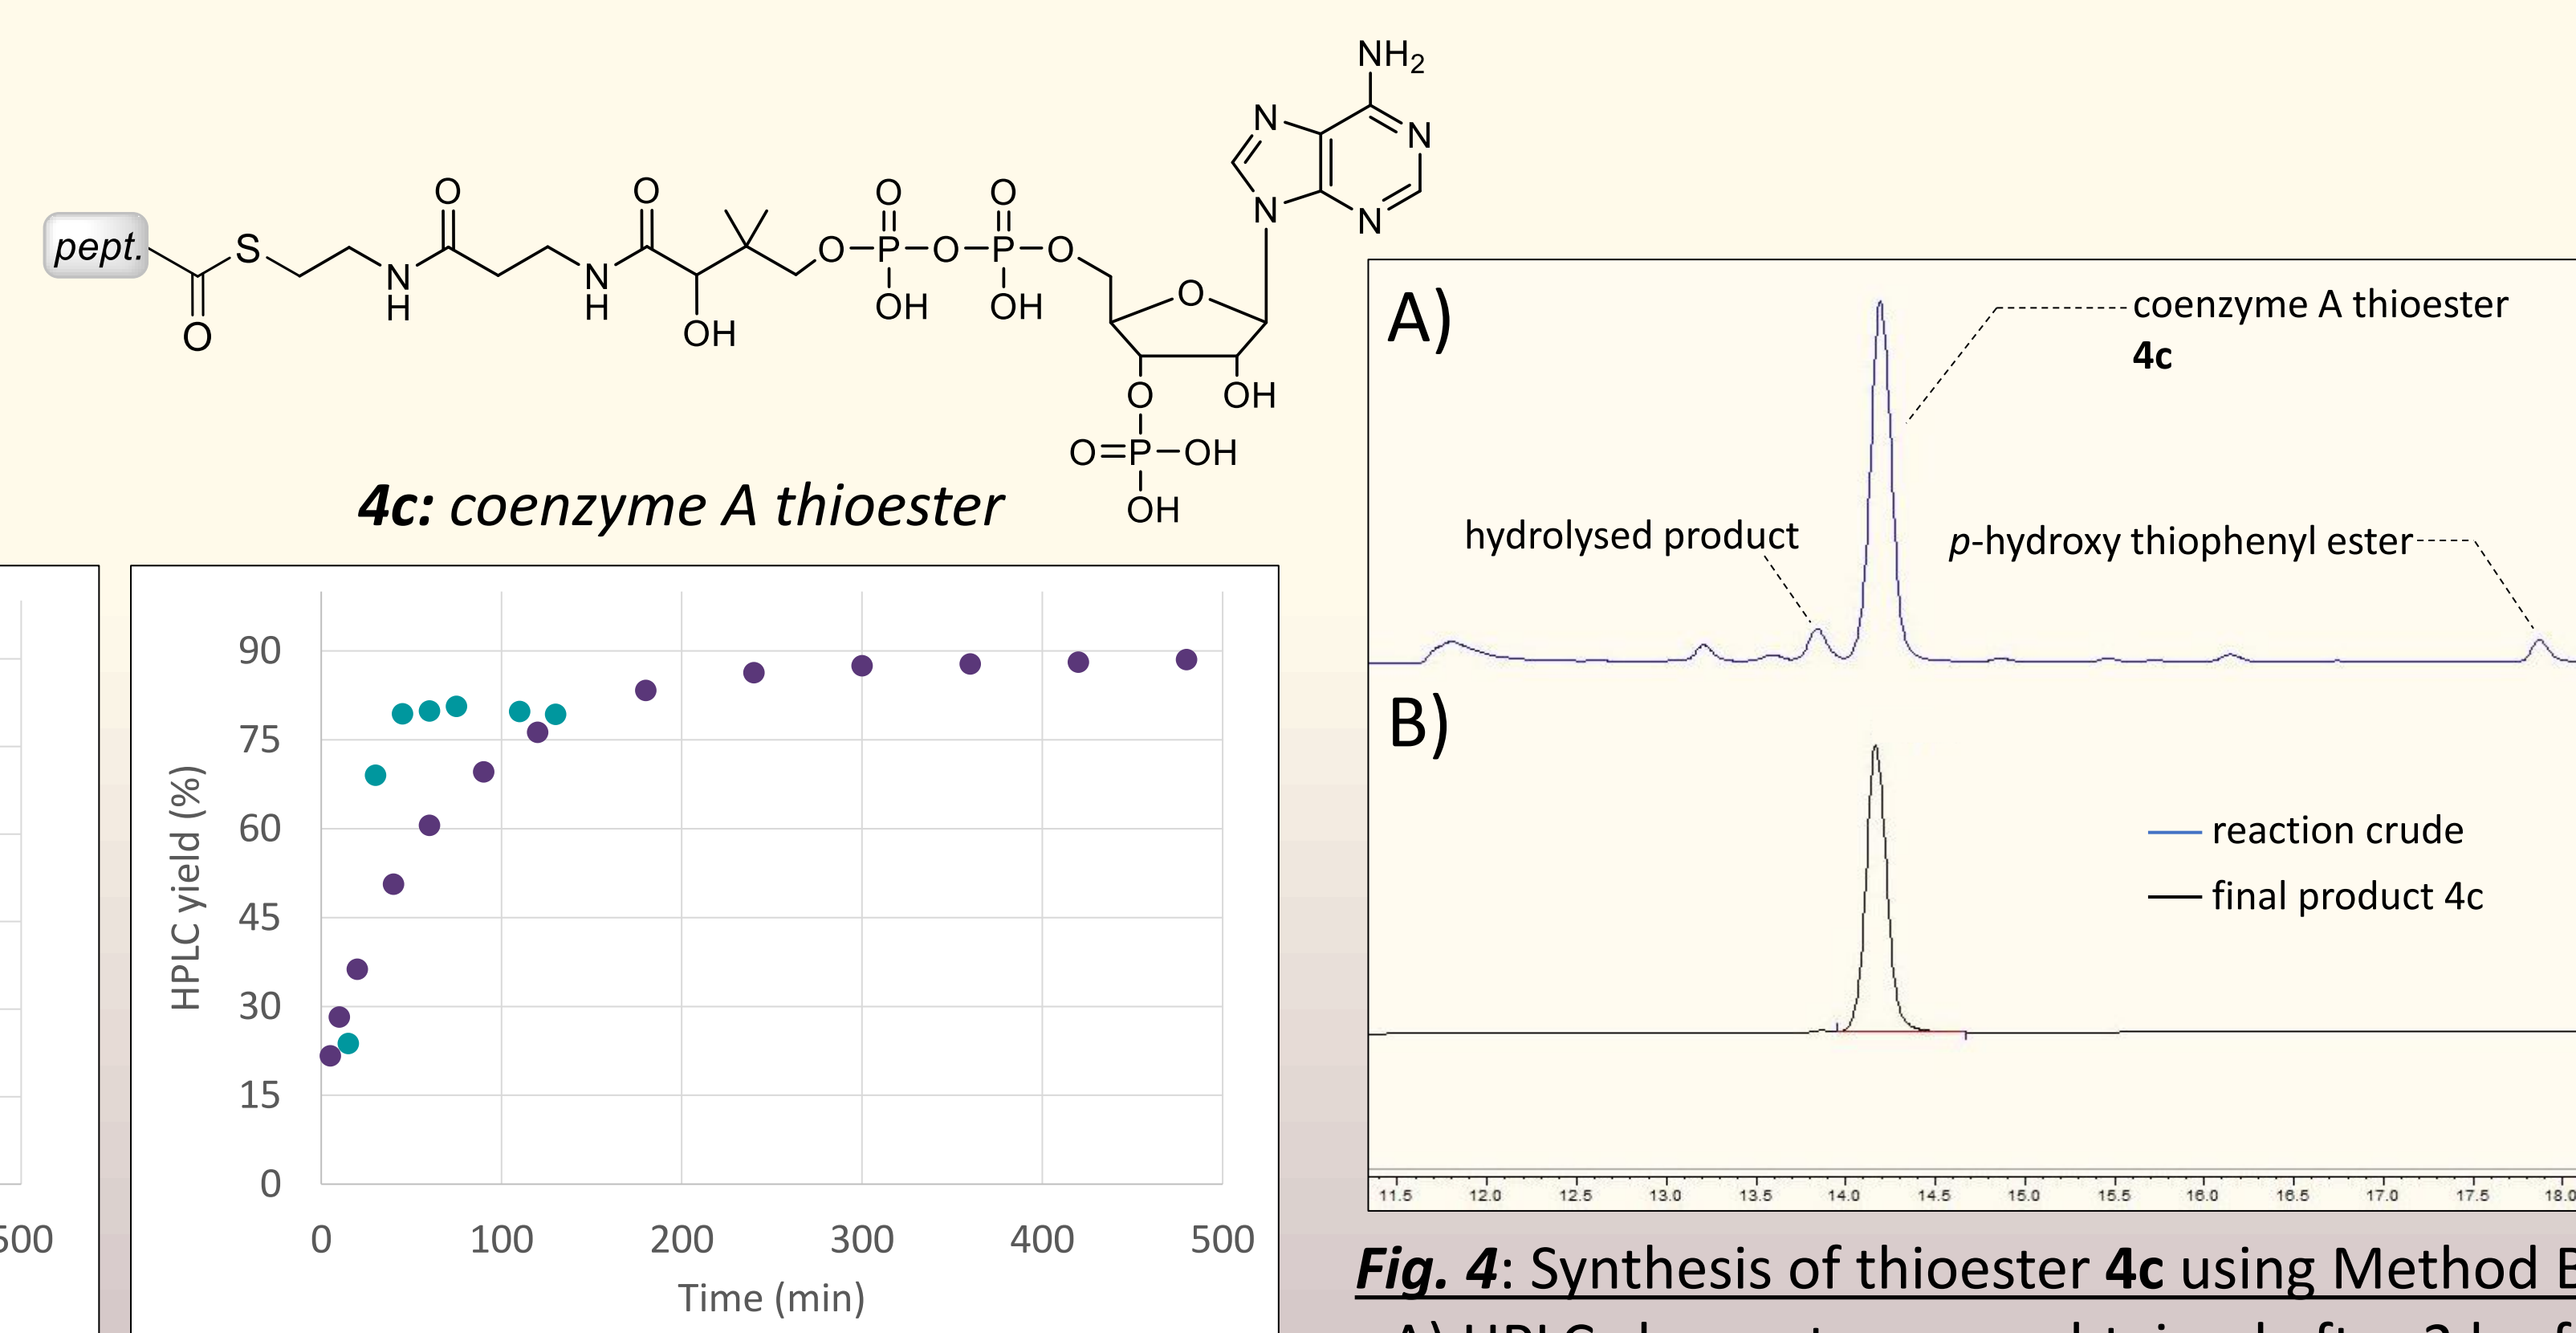 NH2
N
N
N
N
O
O
O
O
pept.
S
N
H
N
H
O
P
O
P
O
O
O
OH
OH
OH
O
OH
O=P-OH
OH
4c: coenzyme A thioester
90
75
60
45
30
15
0
HPLC yield (%)
0 100 200 300 400 500
Time (min)
500
A)
coenzyme A thioester
4c
hydrolysed product
p-hydroxy thiophenyl ester
B)
reaction crude
final product 4c
11.5 12.0 12.5 13.0 13.5 14.0 14.5 15.0 15.5 16.0 16.5 17.0 17.5 18.0
Fig. 4: Synthesis of thioester 4c using Method B